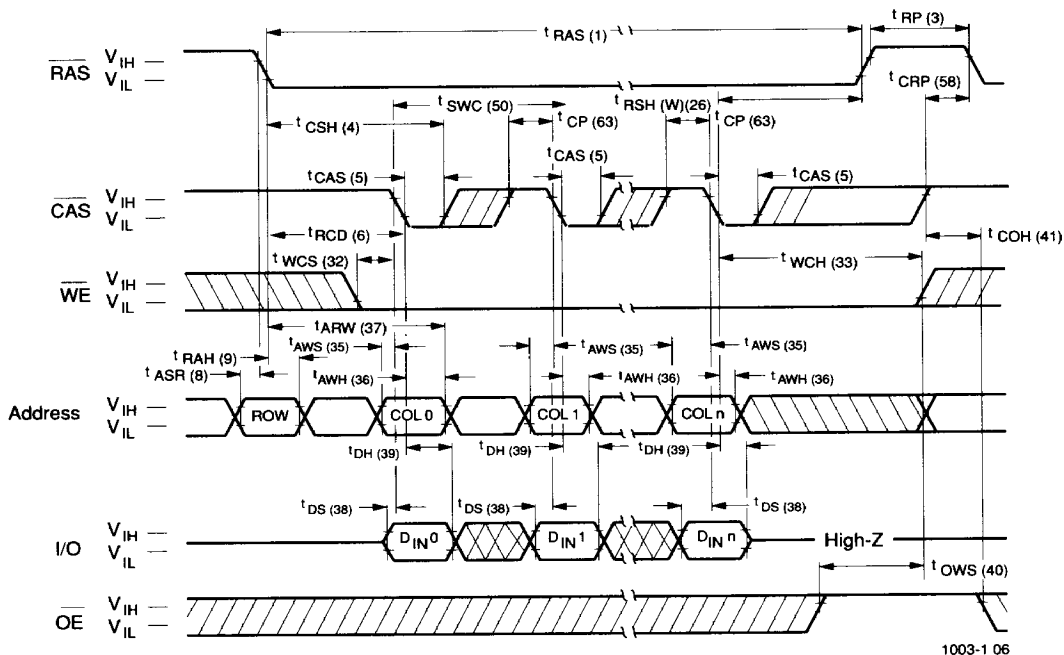 t RP (3)
t RAS (1)
RAS V IH
V IL
t CRP (58)
t SWC (50) t RSH (W)(26)
t CSH (4) t CP (63) t CP (63)
t CAS (5)
t CAS (5) t CAS (5)
CAS V IH
V IL
t RCD (6) t COH (41)
t WCS (32) t WCH (33)
WE V IH
V IL
t ARW (37)
t RAH (9) t AWS (35) t AWS (35) t AWS (35)
t ASR (8) t AWH (36) t AWH (36) t AWH (36)
Address V IH ROW COL 0 COL 1 COL n
V IL
t DH (39) t DH (39) t DH (39)
t DS (38) t DS (38) t DS (38)
I/O V IH D IN 0 D IN 1 D IN n High-Z
V IL
t OWS (40)
OE V IH
V IL
1003-1 06